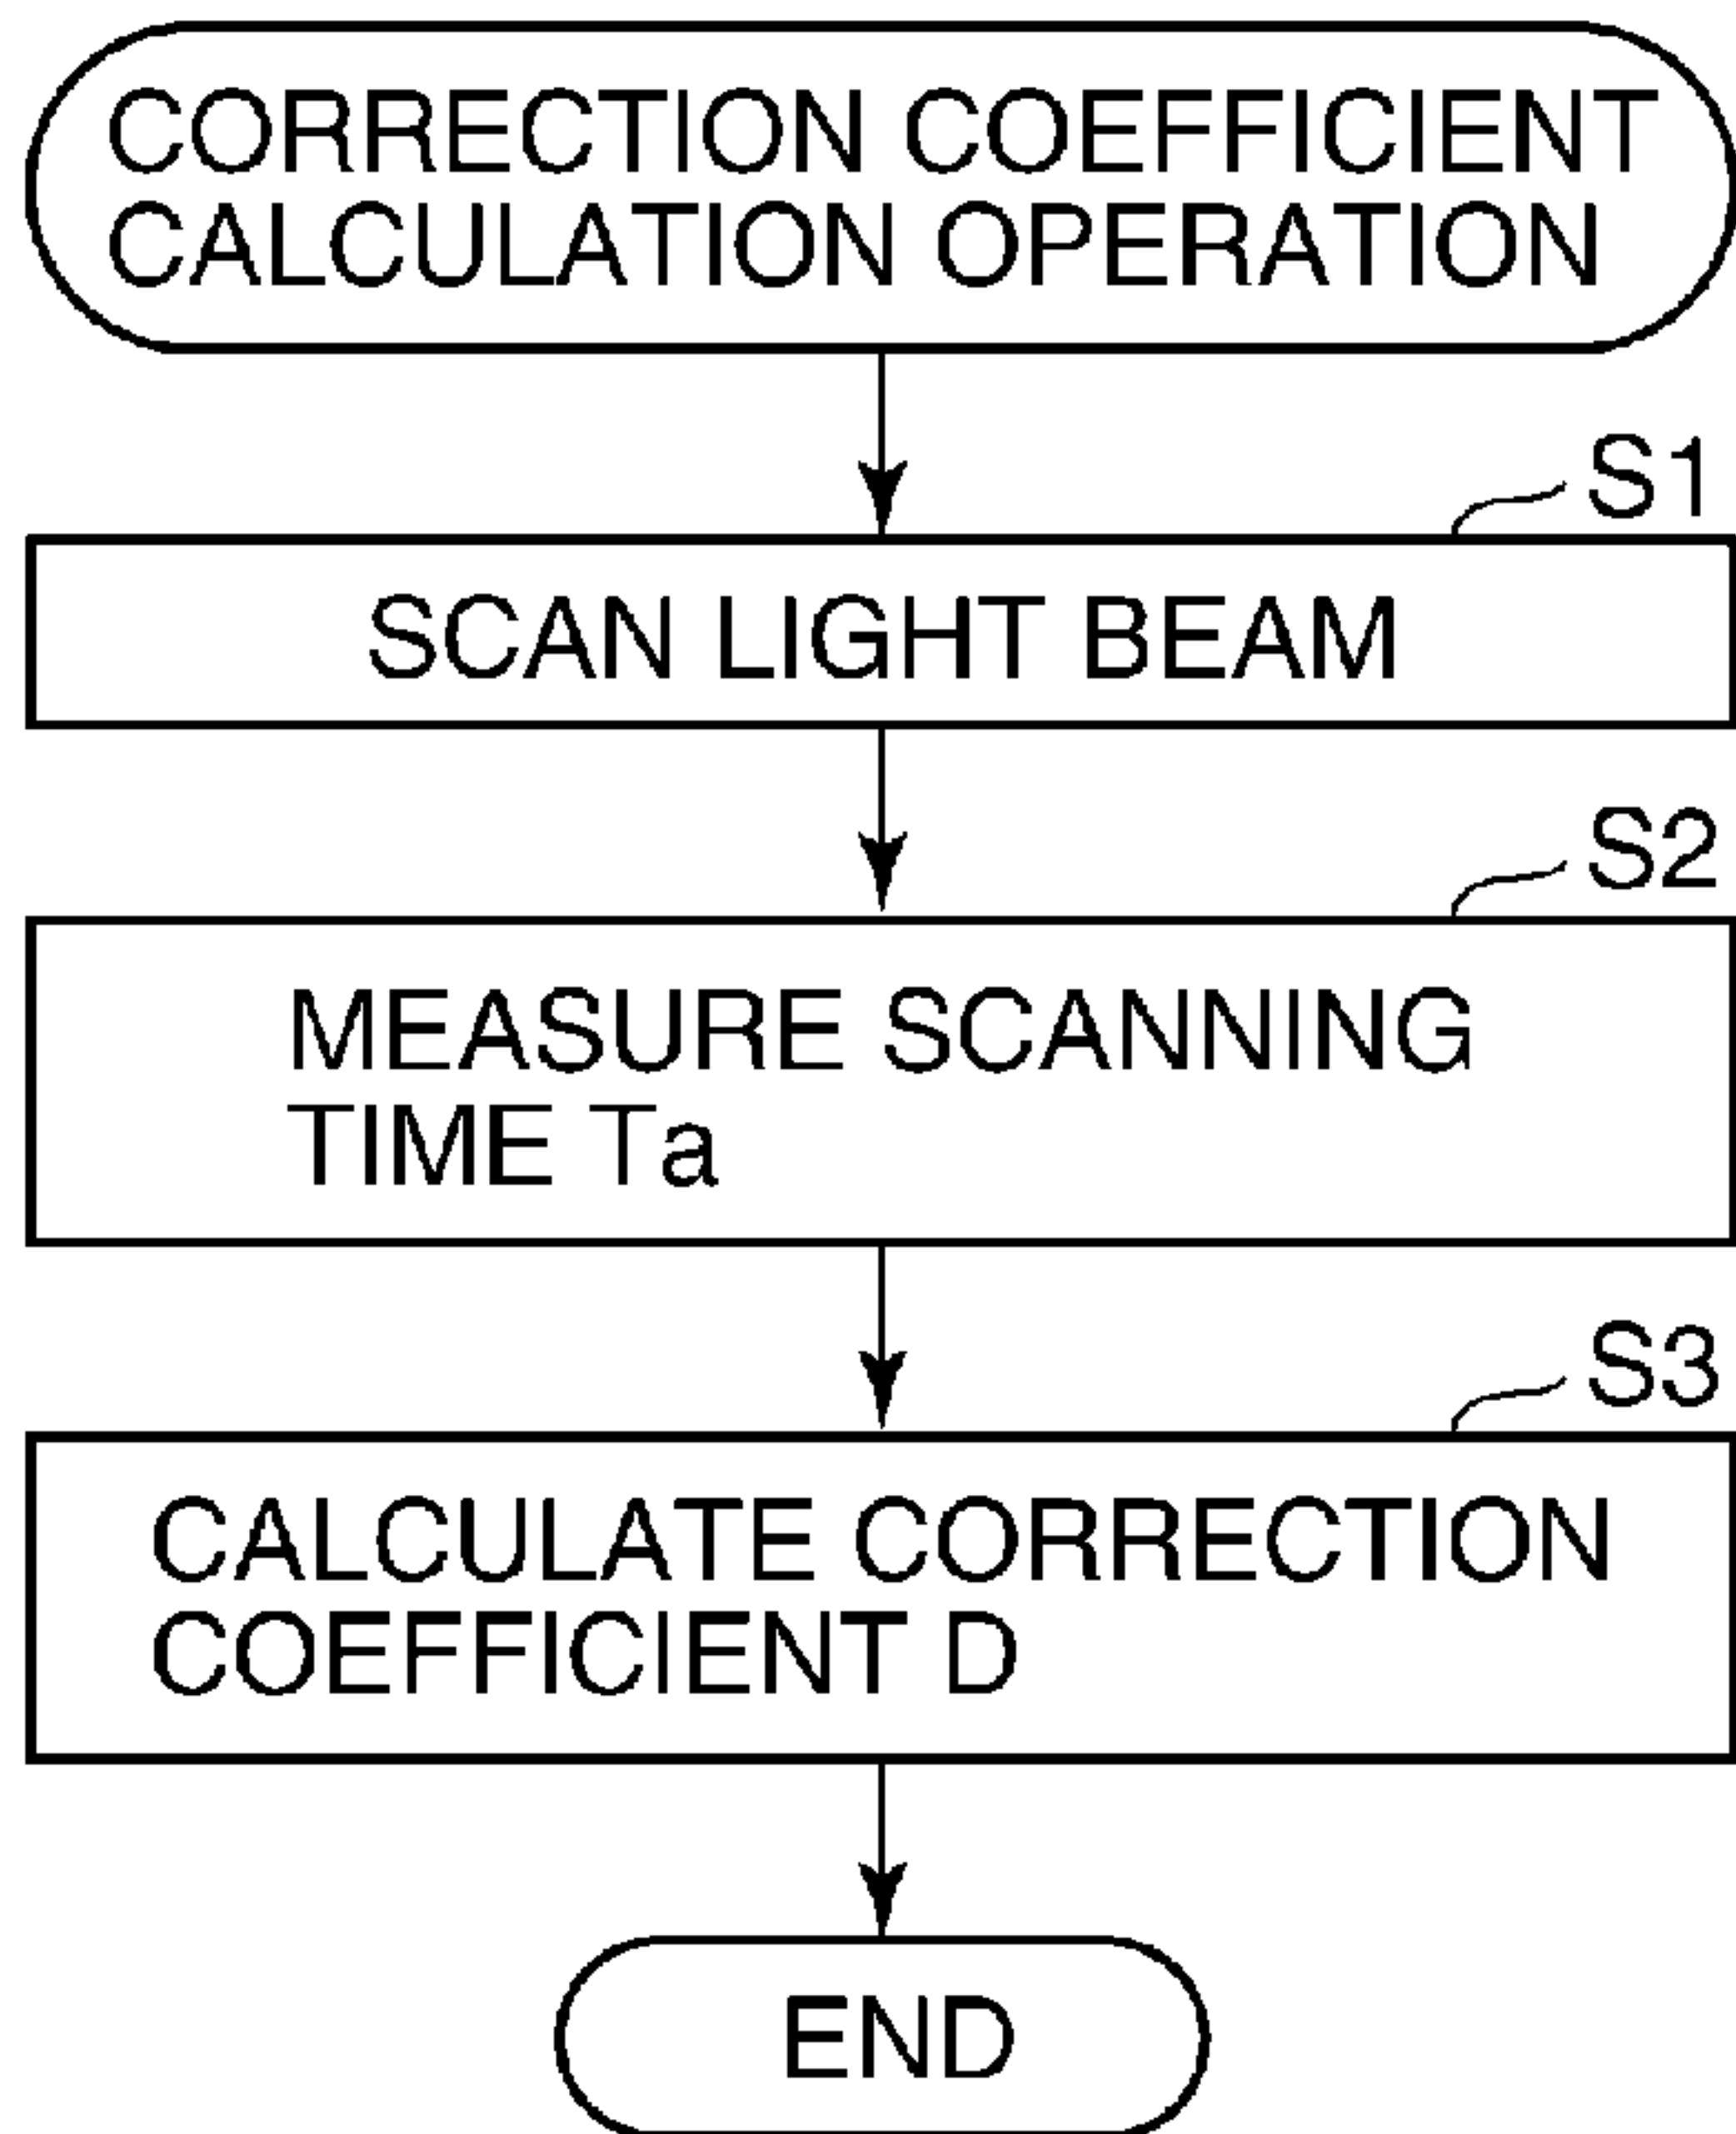 CORRECTION COEFFICIENT
CALCULATION OPERATION
S1
SCAN LIGHT BEAM
S2
MEASURE SCANNING
TIME Ta
S3
CALCULATE CORRECTION
COEFFICIENT D
END